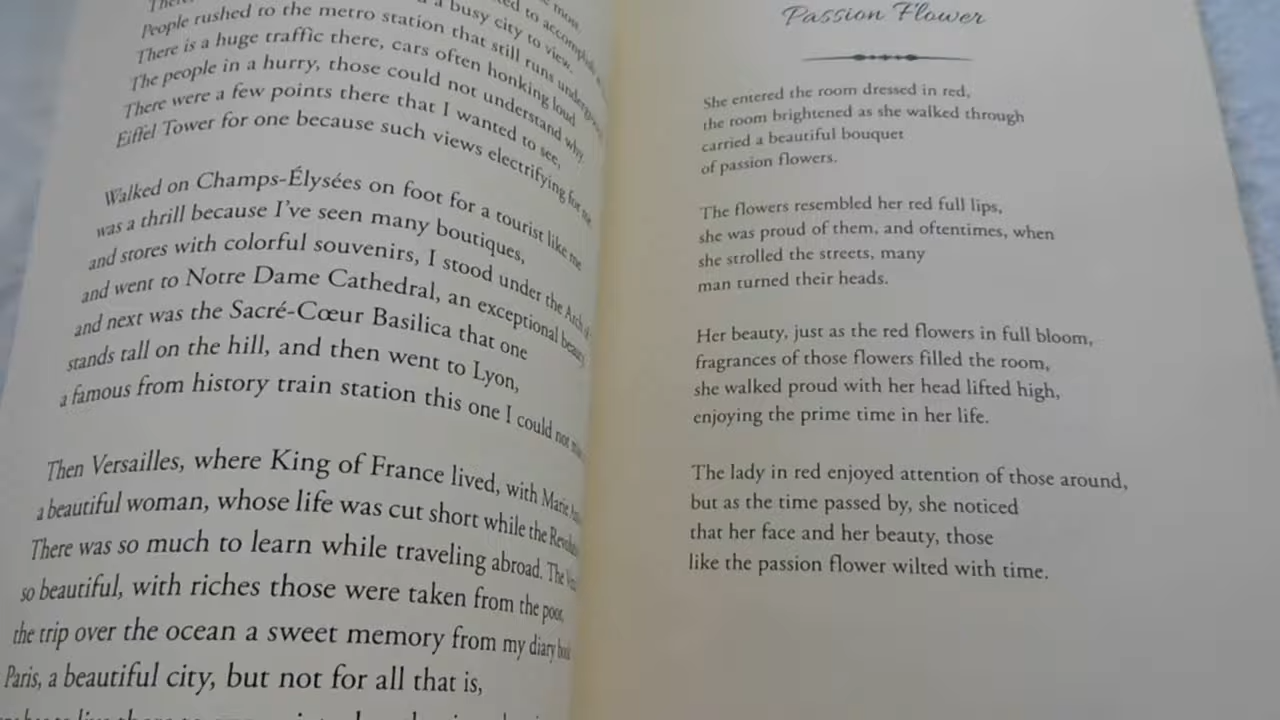 to accomplish
a busy city to view.
People rushed to the metro station that still runs
There is a huge traffic there, cars often honking loud
The people in a hurry, those could not understand why.
There were a few points there that I wanted to see,
Eiffel Tower for one because such views electrifying for me
Walked on Champs-Élysées on foot for a tourist like me
was a thrill because I've seen many boutiques,
and stores with colorful souvenirs, I stood under the Arch
and went to Notre Dame Cathedral, an exceptional beauty
and next was the Sacré-Cœur Basilica that one
stands tall on the hill, and then went to Lyon,
a famous from history train station this one I could not
Then Versailles, where King of France lived, with Marie
a beautiful woman, whose life was cut short while the
There was so much to learn while traveling abroad. The
so beautiful, with riches those were taken from the poor,
the trip over the ocean a sweet memory from my diary
Paris, a beautiful city, but not for all that is,
Passion Flower
She entered the room dressed in red,
the room brightened as she walked through
carried a beautiful bouquet
of passion flowers.
The flowers resembled her red full lips,
she was proud of them, and oftentimes, when
she strolled the streets, many
man turned their heads.
Her beauty, just as the red flowers in full bloom,
fragrances of those flowers filled the room,
she walked proud with her head lifted high,
enjoying the prime time in her life.
The lady in red enjoyed attention of those around,
but as the time passed by, she noticed
that her face and her beauty, those
like the passion flower wilted with time.